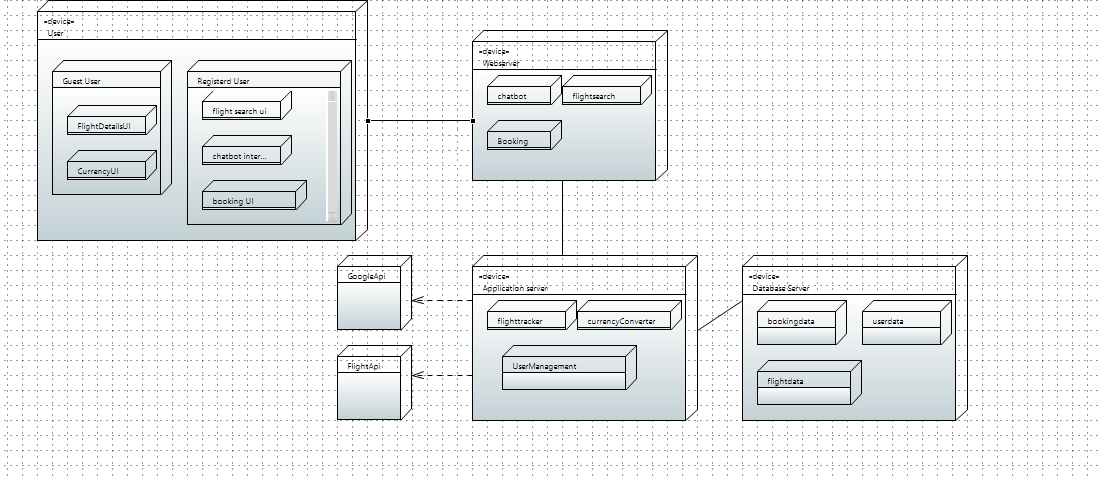 «device»
User
Guest User
FlightDetailsUI
CurrencyUI
Registerd User
flight search ui
chatbot inter...
booking UI
«device»
Webserver
chatbot
flightsearch
Booking
GoogleApi
FlightApi
«device»
Application server
flighttracker
currencyConverter
UserManagement
«device»
Database Server
bookingdata
userdata
flightdata